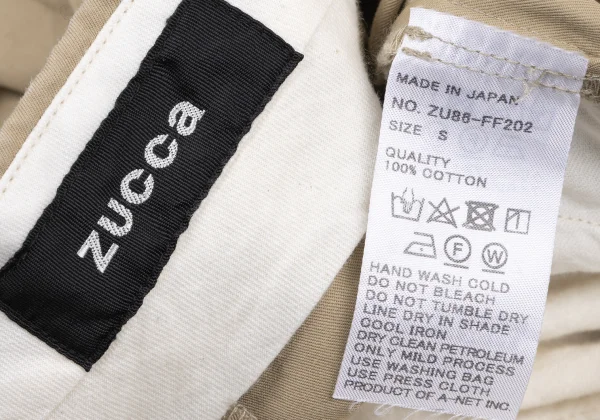 zucca
MADE IN JAPAN
NO. ZU86-FF202
SIZE S
QUALITY
100% COTTON
F W
HAND WASH COLD
DO NOT BLEACH
DO NOT TUMBLE DRY
LINE DRY IN SHADE
COOL IRON
DRY CLEAN PETROLEUM
ONLY MILD PROCESS
USE WASHING BAG
USE PRESS CLOTH
PRODUCT OF A-NET INC.